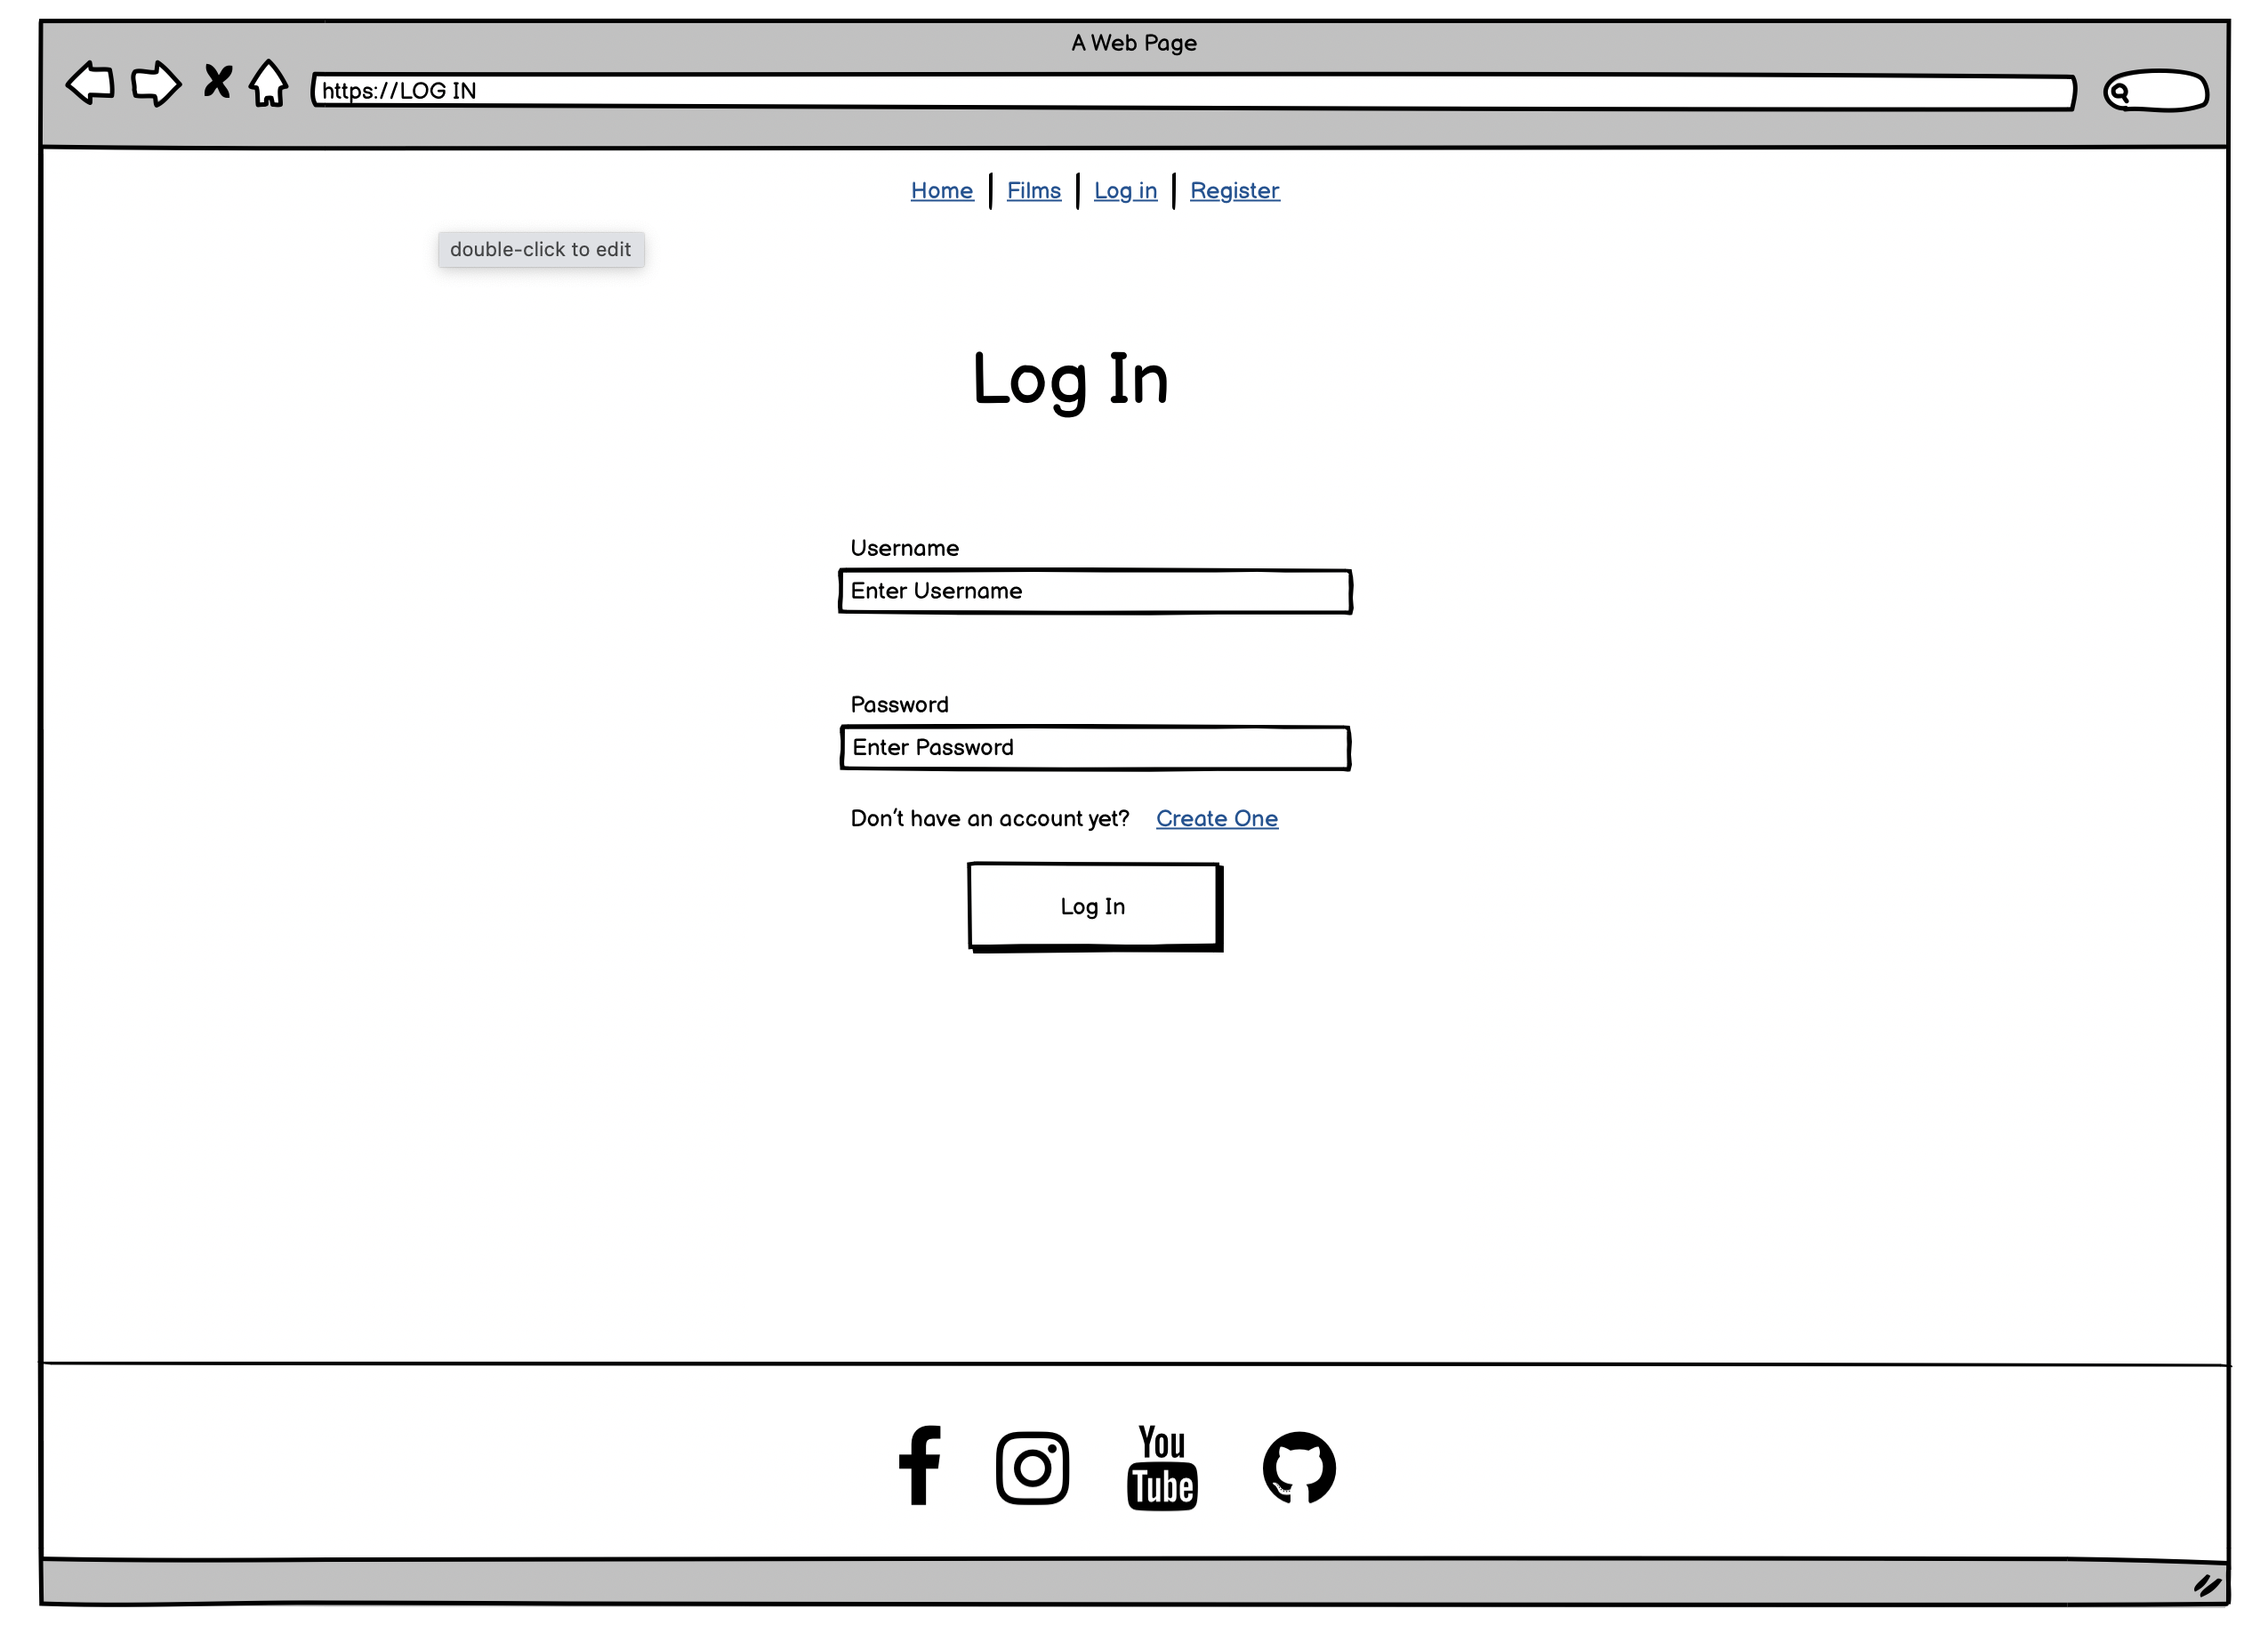 A Web Page
https://LOG IN
Home | Films | Log in | Register
double-click to edit
Log In
Username
Enter Username
Password
Enter Password
Don't have an account yet? Create One
Log In
You
Tube